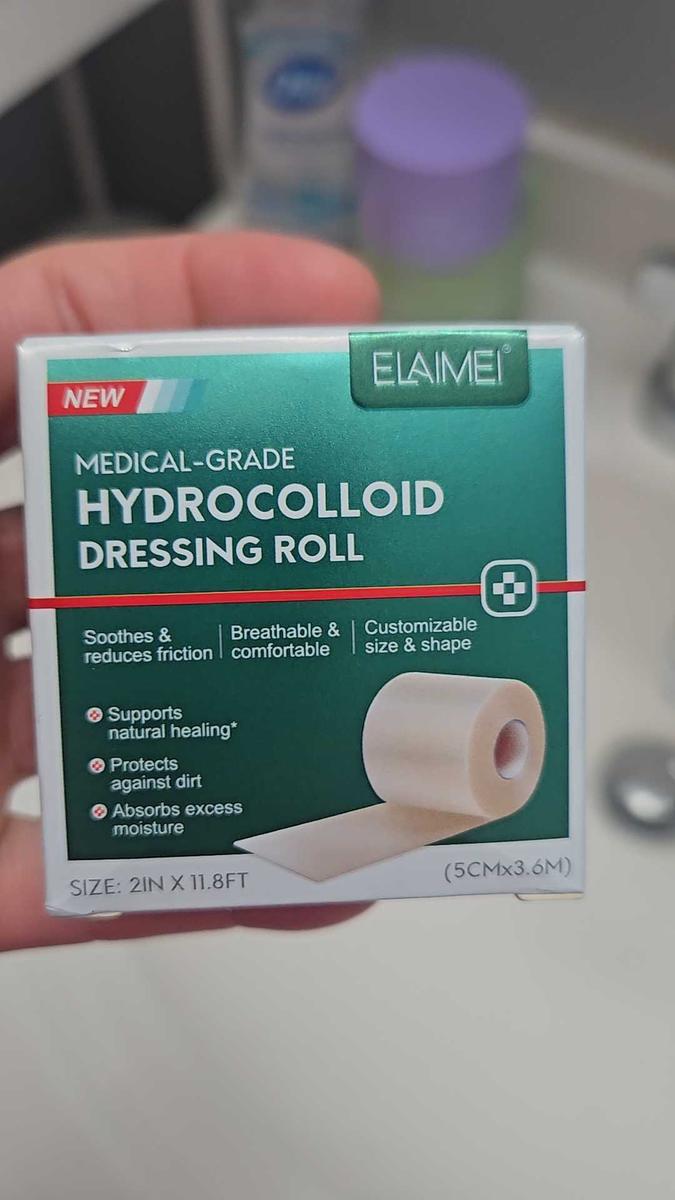 ELAIMEI®
NEW
MEDICAL-GRADE
HYDROCOLLOID
DRESSING ROLL
Soothes &
reduces friction
Breathable &
comfortable
Customizable
size & shape
Supports
natural healing*
Protects
against dirt
Absorbs excess
moisture
SIZE: 2IN X 11.8FT
(5CMx3.6M)